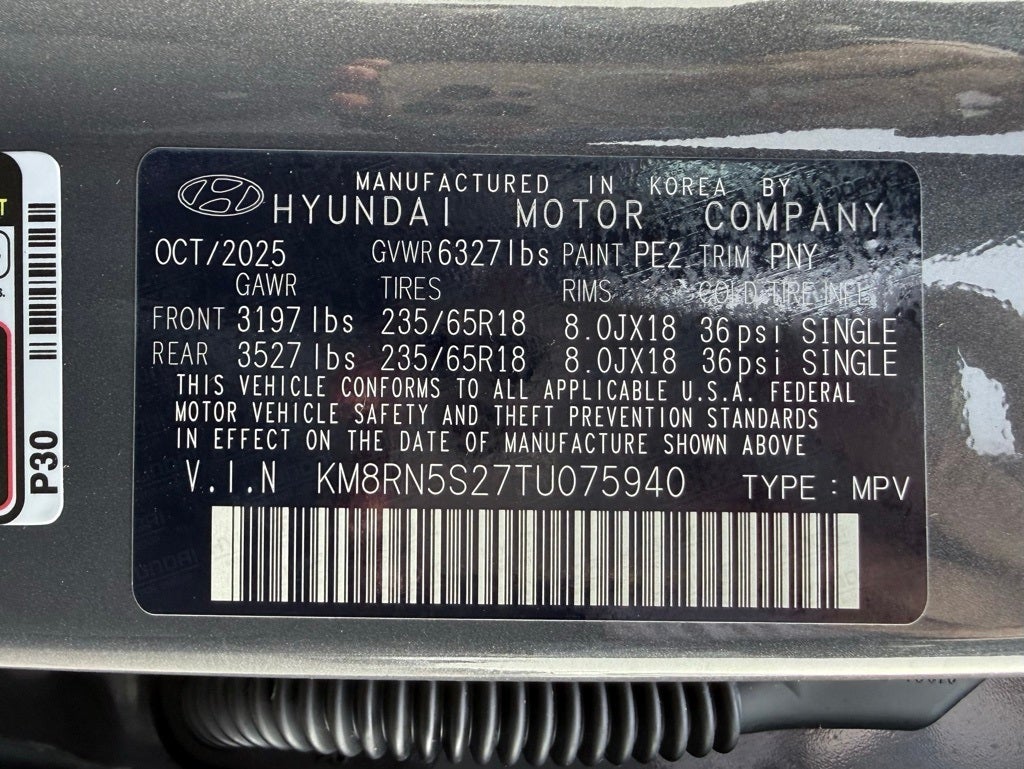 MANUFACTURED IN KOREA BY
HYUNDAI MOTOR COMPANY
OCT/2025 GVWR 6327lbs PAINT PE2 TRIM PNY
GAWR TIRES RIMS COLD TIRE INFL.
FRONT 3197lbs 235/65R18 8.0JX18 36psi SINGLE
REAR 3527lbs 235/65R18 8.0JX18 36psi SINGLE
THIS VEHICLE CONFORMS TO ALL APPLICABLE U.S.A. FEDERAL
MOTOR VEHICLE SAFETY AND THEFT PREVENTION STANDARDS
IN EFFECT ON THE DATE OF MANUFACTURE SHOWN ABOVE
V.I.N KM8RN5S27TU075940 TYPE : MPV
P30